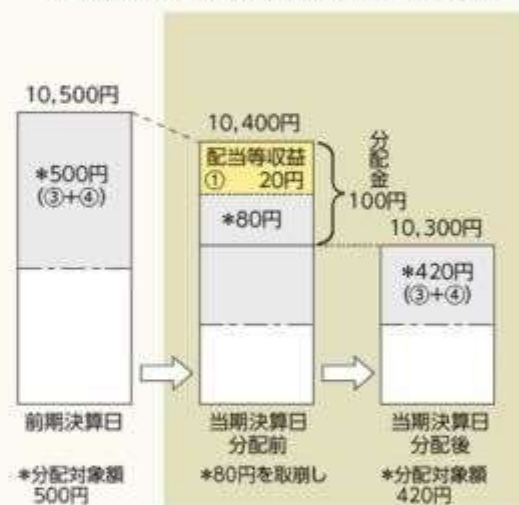 10,500円
*500円
(③+④)
前期決算日
*分配対象額
500円
10,400円
配当等収益
① 20円
*80円
分配金
100円
当期決算日
分配前
*80円を取崩し
10,300円
*420円
(③+④)
当期決算日
分配後
*分配対象額
420円